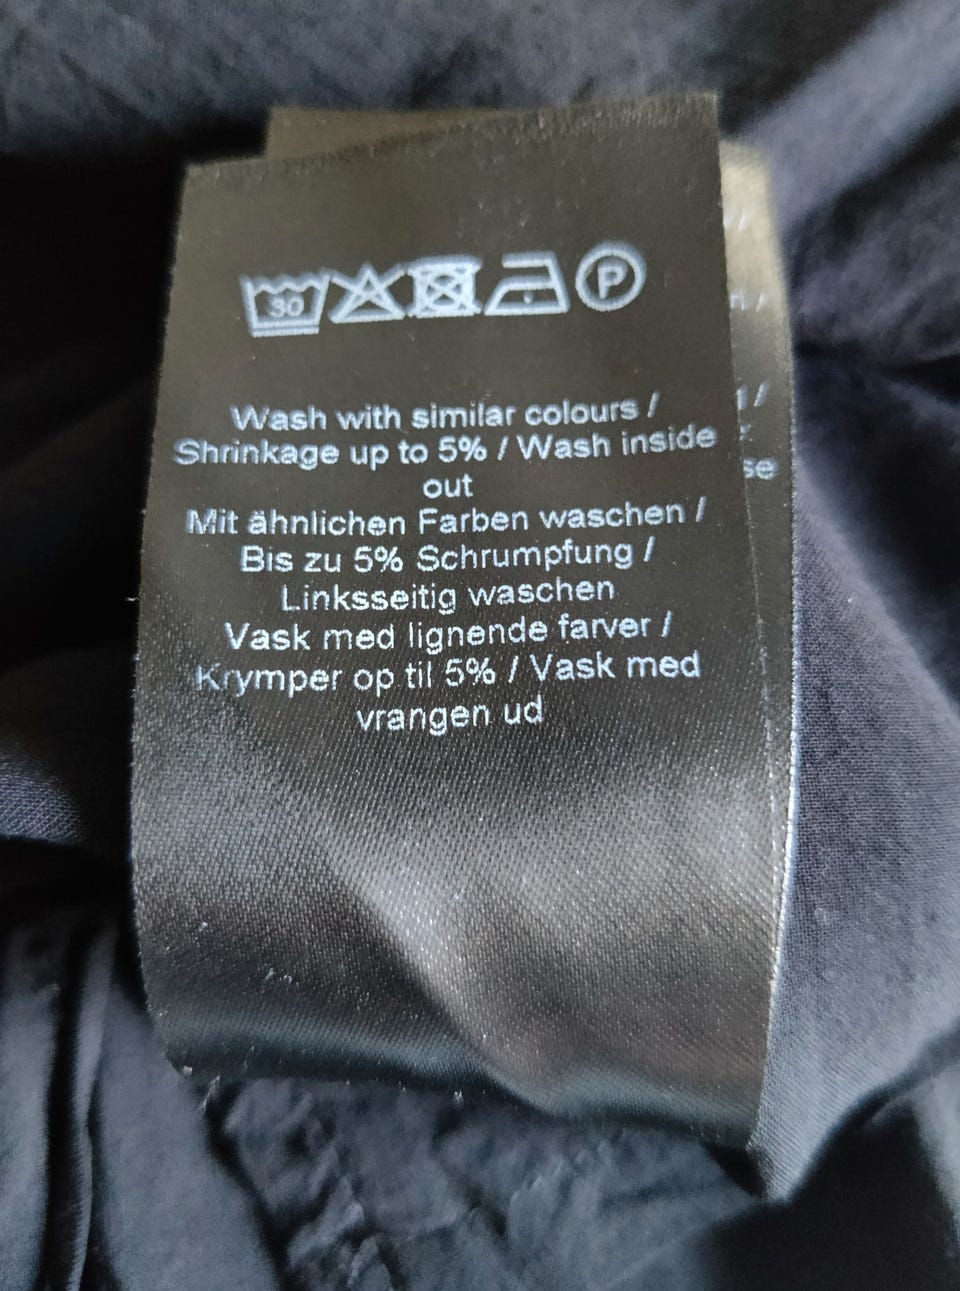 30
P
Wash with similar colours /
Shrinkage up to 5% / Wash inside
out
Mit ähnlichen Farben waschen /
Bis zu 5% Schrumpfung /
Linksseitig waschen
Vask med lignende farver /
Krymper op til 5% / Vask med
vrangen ud